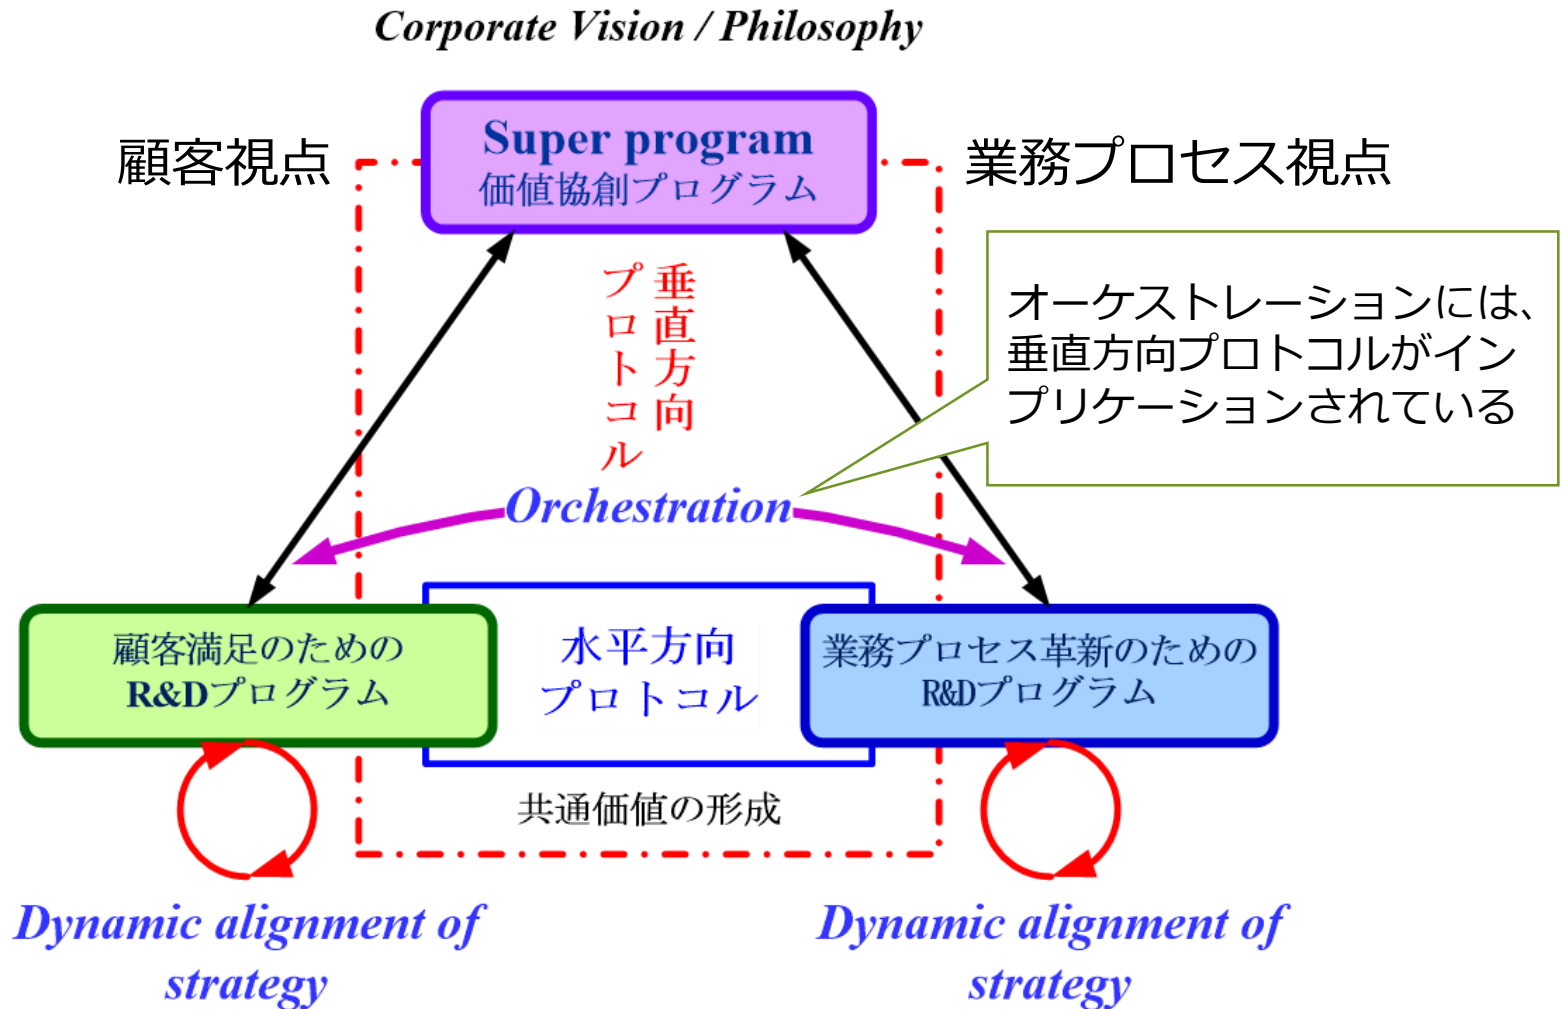 Corporate Vision / Philosophy
顧客視点
Super program
価値協創プログラム
業務プロセス視点
垂直方向
プロトコル
オーケストレーションには、
垂直方向プロトコルがイン
プリケーションされている
Orchestration
顧客満足のための
R&Dプログラム
水平方向
プロトコル
業務プロセス革新のための
R&Dプログラム
共通価値の形成
Dynamic alignment of
strategy
Dynamic alignment of
strategy